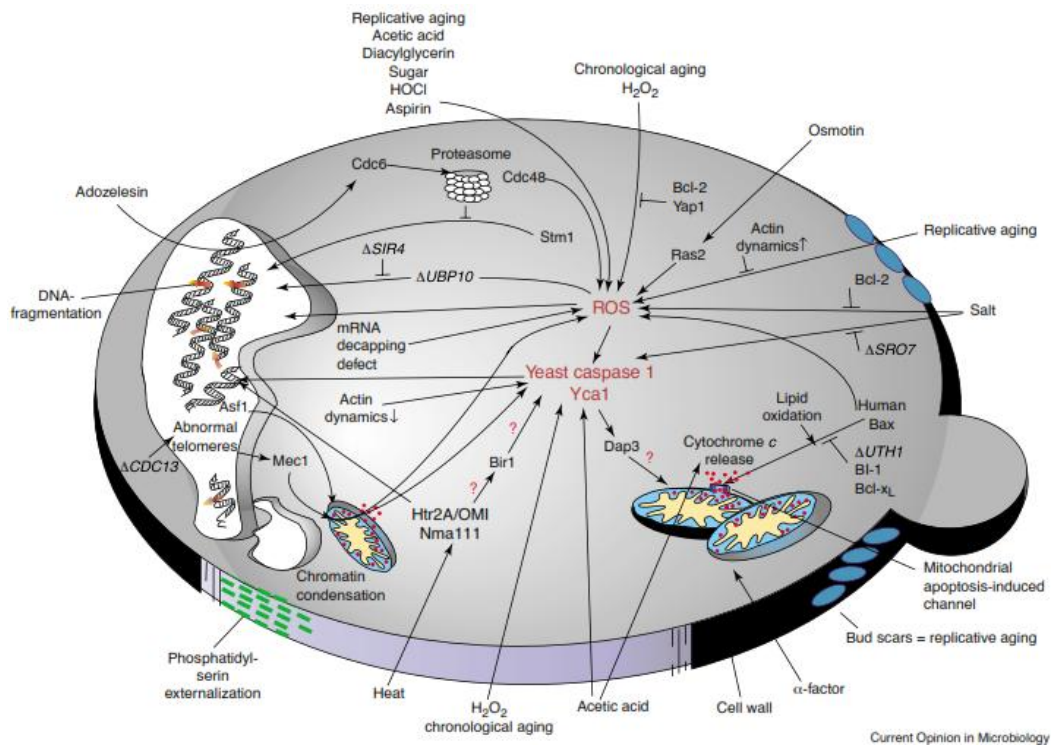 Replicative aging
Acetic acid
Diacylglycerin
Sugar
HOCl
Aspirin
Chronological aging
H2O2
Osmotin
Cdc6
Proteasome
Cdc48
Bcl-2
Yap1
Adozelesin
Stm1
Ras2
Actin
dynamics↑
Replicative aging
ΔSIR4
ΔUBP10
Bcl-2
DNA-
fragmentation
ROS
Salt
mRNA
decapping
defect
ΔSRO7
Yeast caspase 1
Yca1
Asf1
Actin
dynamics↓
Lipid
oxidation
Human
Bax
Abnormal
telomeres
?
Dap3
?
Cytochrome c
release
ΔCDC13
Mec1
Bir1
ΔUTH1
BI-1
Bcl-xL
?
Htr2A/OMI
Nma111
Chromatin
condensation
Mitochondrial
apoptosis-induced
channel
Bud scars = replicative aging
Phosphatidyl-
serin
externalization
Heat
H2O2
chronological aging
Acetic acid
Cell wall
α-factor
Current Opinion in Microbiology